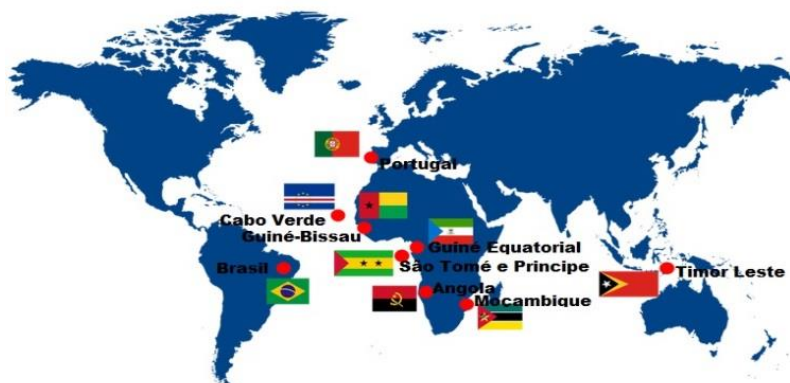 Portugal
Cabo Verde
Guiné-Bissau
Guiné Equatorial
São Tomé e Principe
Brasil
Timor Leste
Angola
Moçambique